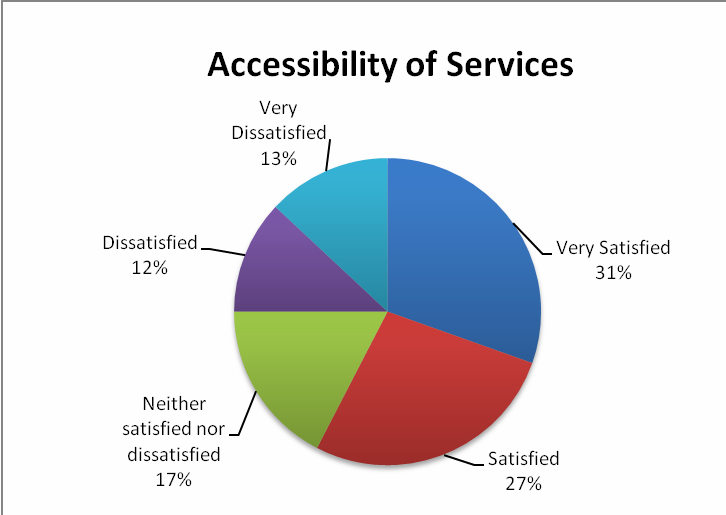 Accessibility of Services
Very
Dissatisfied
13%
Dissatisfied
12%
Very Satisfied
31%
Neither
satisfied nor
dissatisfied
17%
Satisfied
27%